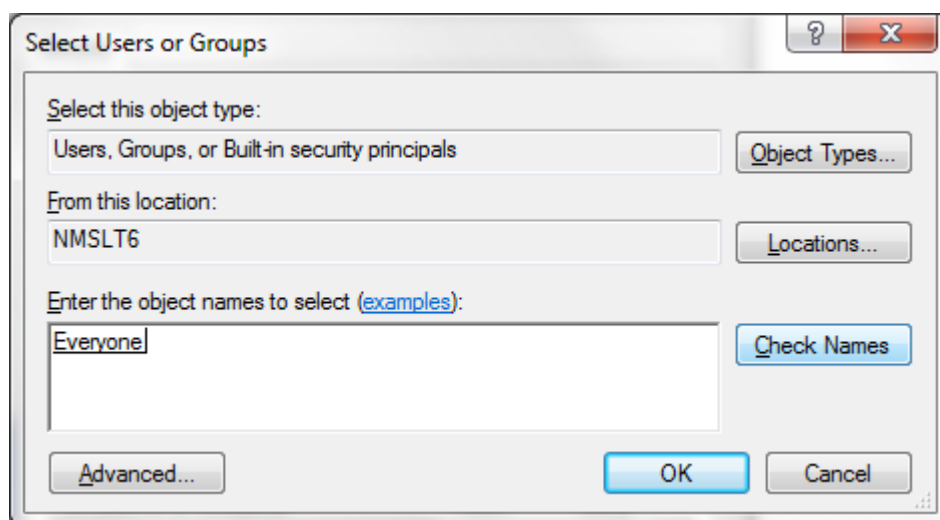 Select Users or Groups
Select this object type:
Users, Groups, or Built-in security principals
Object Types...
From this location:
NMSLT6
Locations...
Enter the object names to select (examples):
Everyone
Check Names
Advanced...
OK
Cancel